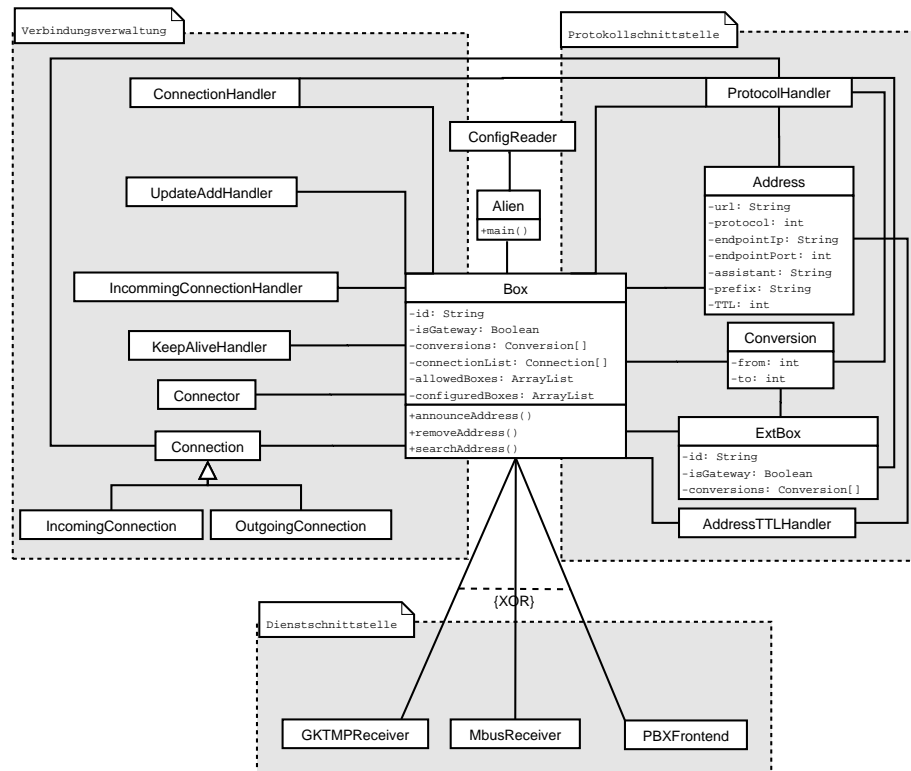 Verbindungsverwaltung
Protokollschnittstelle
ConnectionHandler
ProtocolHandler
ConfigReader
UpdateAddHandler
Alien
+main()
Address
-url: String
-protocol: int
-endpointIp: String
-endpointPort: int
-assistant: String
-prefix: String
-TTL: int
IncommingConnectionHandler
Box
-id: String
-isGateway: Boolean
-conversions: Conversion[]
-connectionList: Connection[]
-allowedBoxes: ArrayList
-configuredBoxes: ArrayList
+announceAddress()
+removeAddress()
+searchAddress()
KeepAliveHandler
Conversion
-from: int
-to: int
Connector
Connection
ExtBox
-id: String
-isGateway: Boolean
-conversions: Conversion[]
IncomingConnection
OutgoingConnection
AddressTTLHandler
{XOR}
Dienstschnittstelle
GKTMPReceiver
MbusReceiver
PBXFrontend